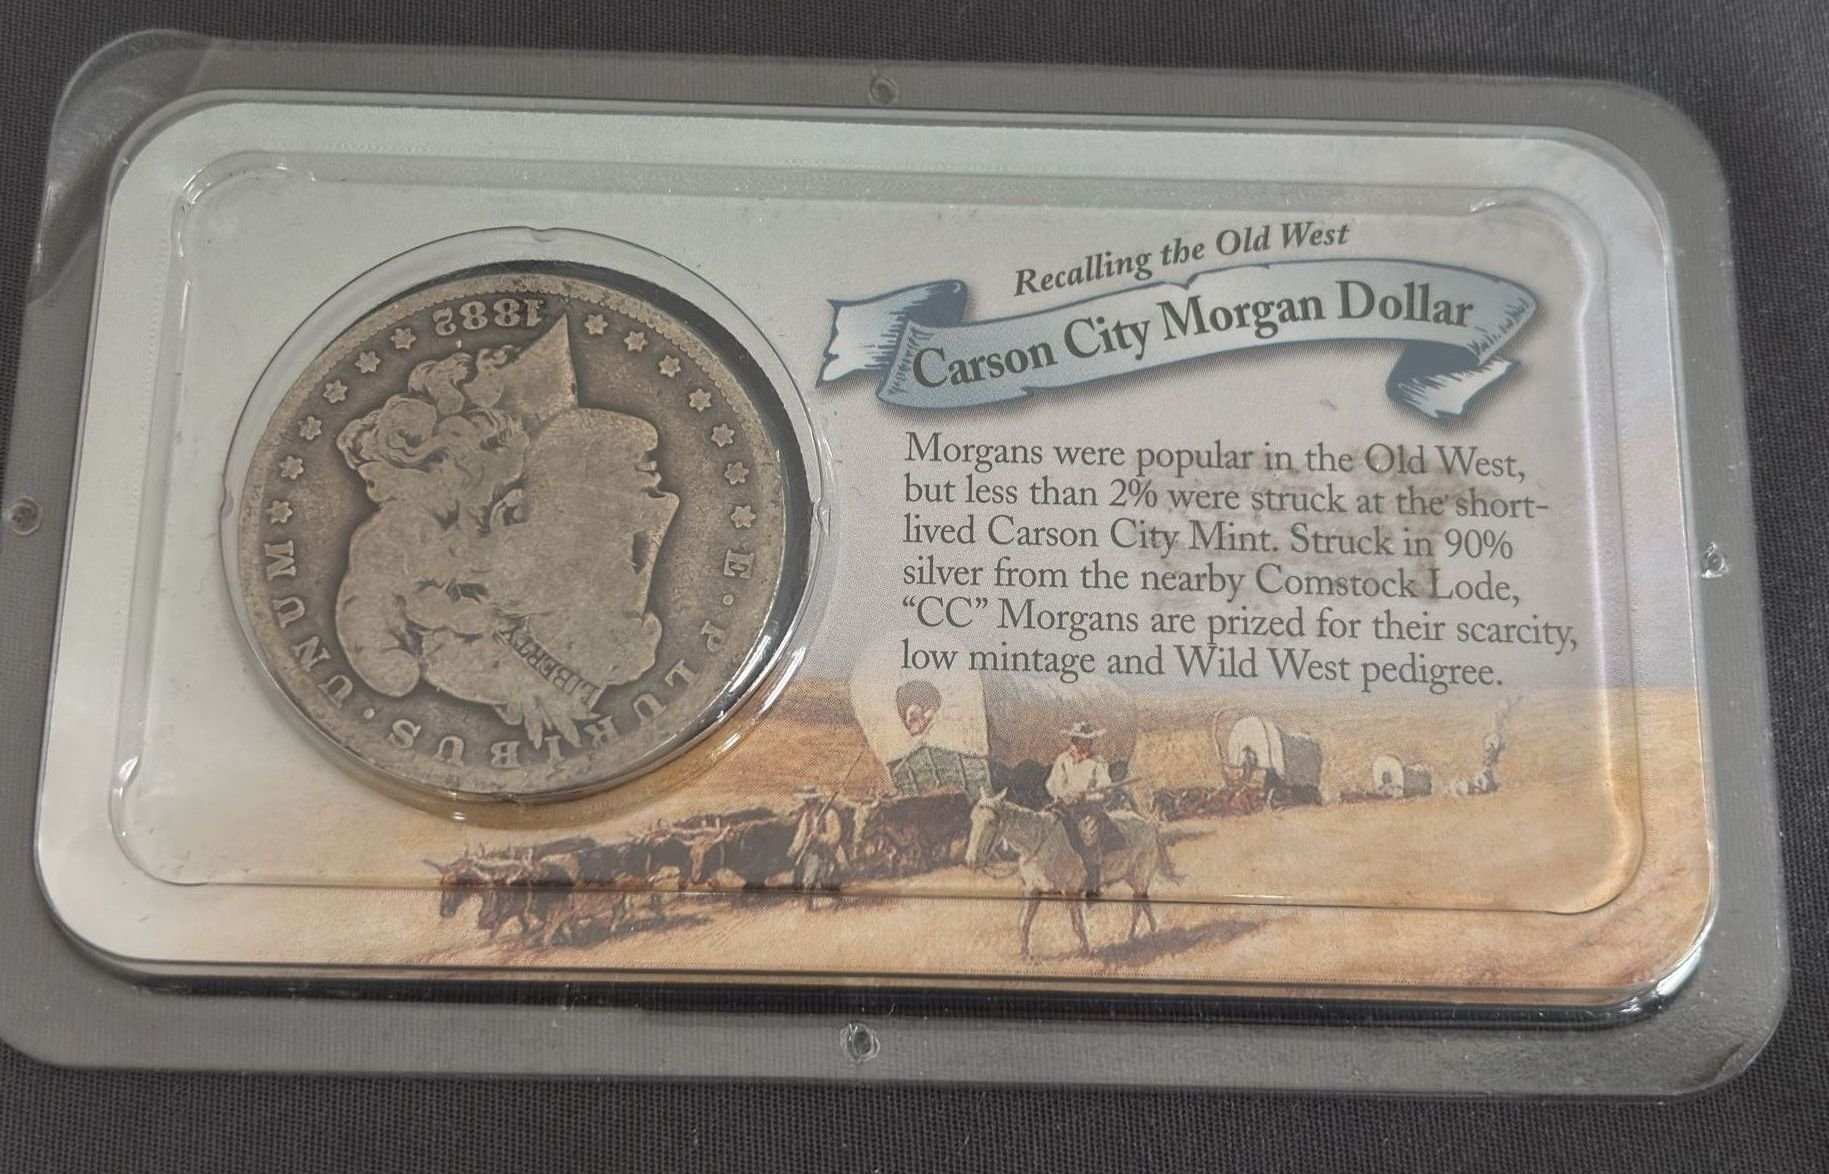 Recalling the Old West
Carson City Morgan Dollar
Morgans were popular in the Old West,
but less than 2% were struck at the short-
lived Carson City Mint. Struck in 90%
silver from the nearby Comstock Lode,
“CC” Morgans are prized for their scarcity,
low mintage and Wild West pedigree.
E·PLURIBUS·UNUM
LIBERTY
1882